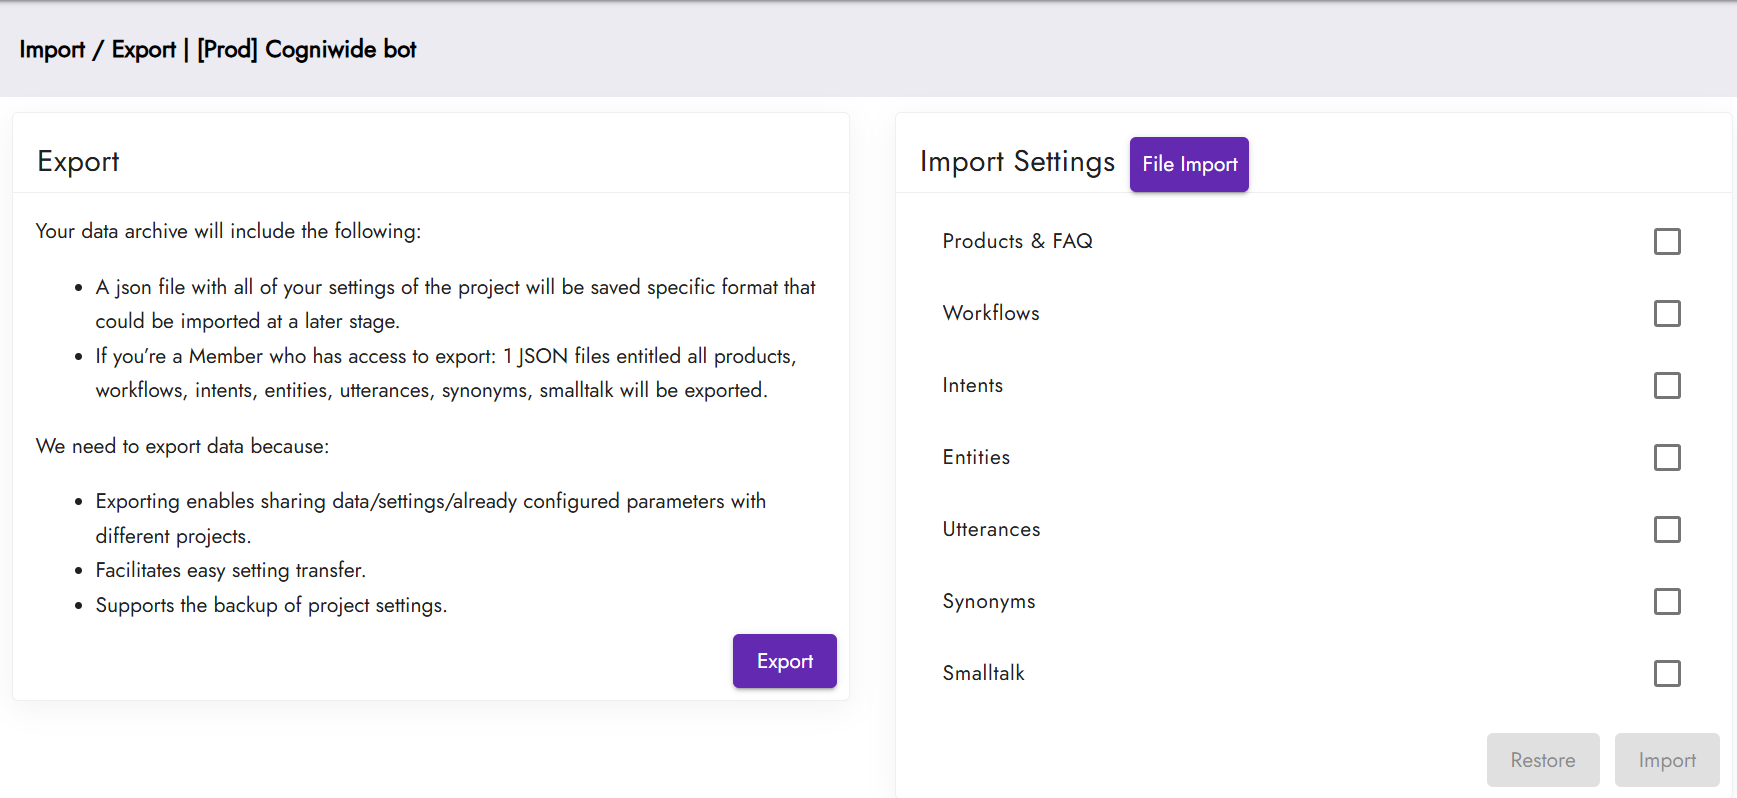 Import / Export | [Prod] Cogniwide bot
Export
Your data archive will include the following:
A json file with all of your settings of the project will be saved specific format that
could be imported at a later stage.
If you’re a Member who has access to export: 1 JSON files entitled all products,
workflows, intents, entities, utterances, synonyms, smalltalk will be exported.
We need to export data because:
Exporting enables sharing data/settings/already configured parameters with
different projects.
Facilitates easy setting transfer.
Supports the backup of project settings.
Export
Import Settings
File Import
Products & FAQ
Workflows
Intents
Entities
Utterances
Synonyms
Smalltalk
Restore
Import